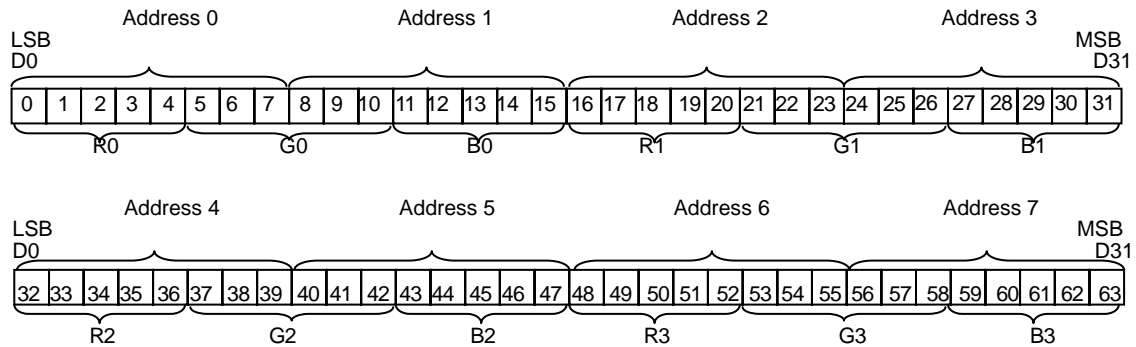 Address 0 Address 1 Address 2 Address 3
LSB MSB
D0 D31
0 1 2 3 4 5 6 7 8 9 10 11 12 13 14 15 16 17 18 19 20 21 22 23 24 25 26 27 28 29 30 31
R0 G0 B0 R1 G1 B1
Address 4 Address 5 Address 6 Address 7
LSB MSB
D0 D31
32 33 34 35 36 37 38 39 40 41 42 43 44 45 46 47 48 49 50 51 52 53 54 55 56 57 58 59 60 61 62 63
R2 G2 B2 R3 G3 B3